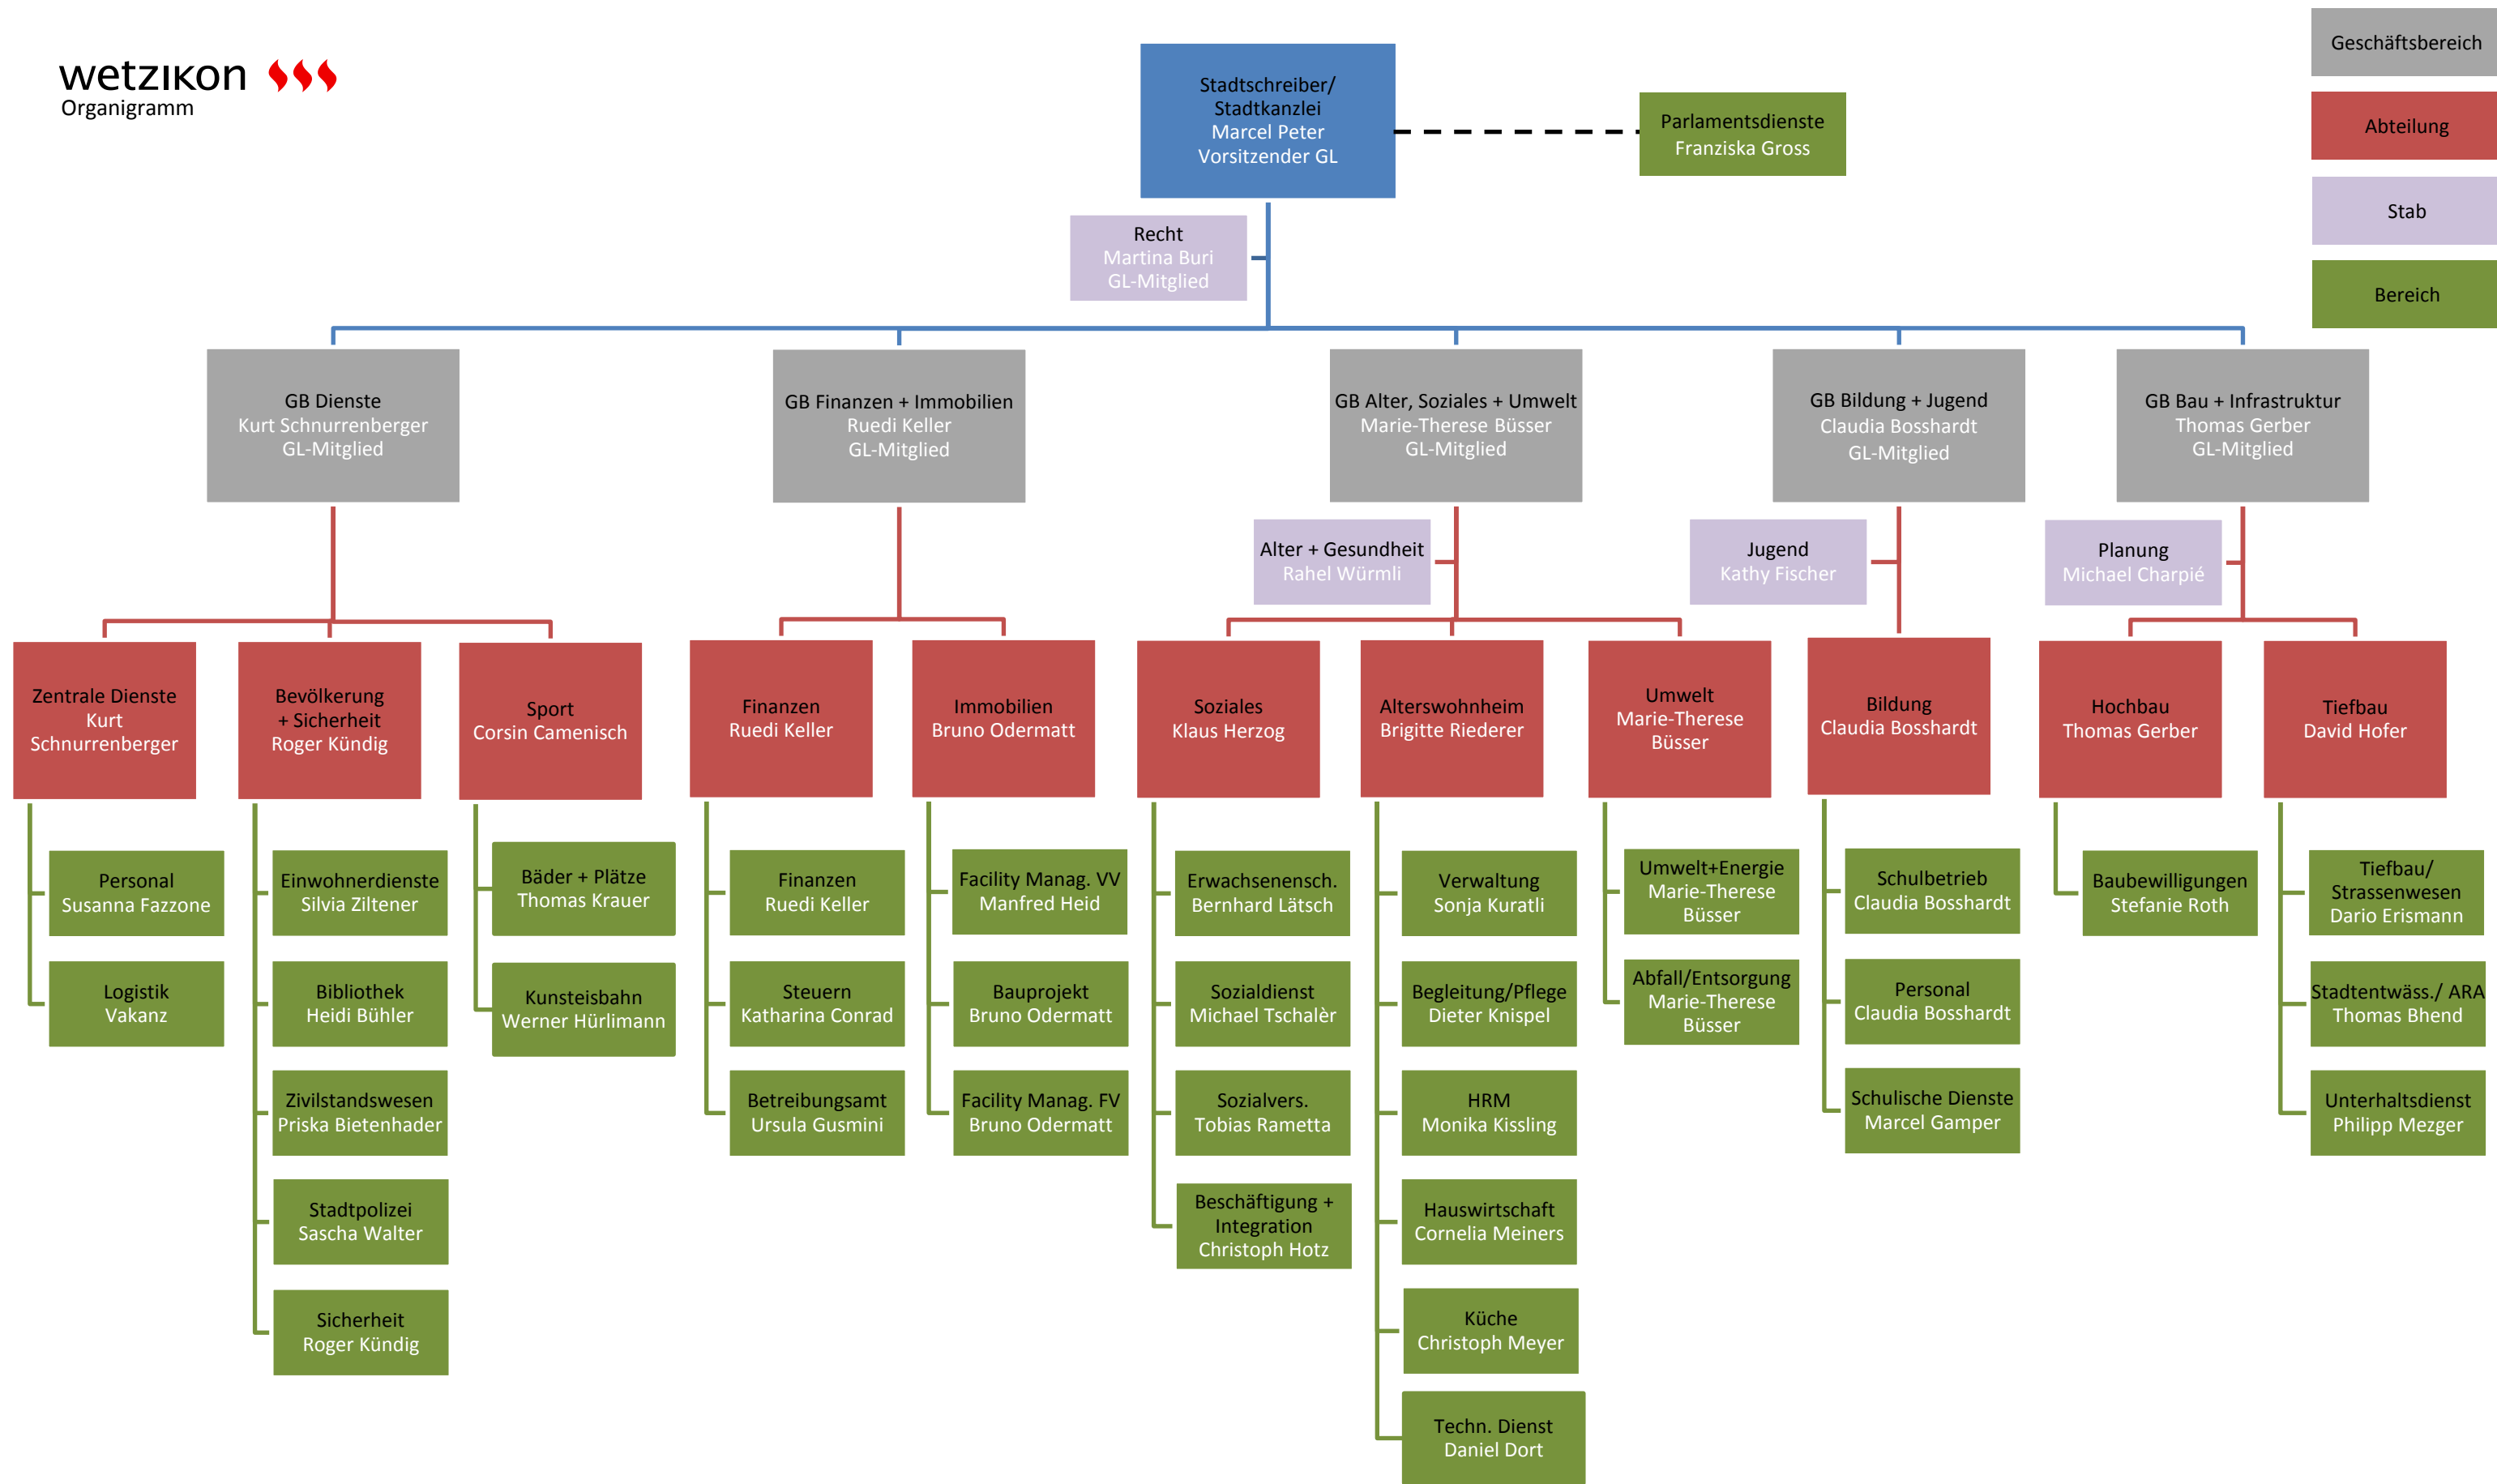 wetzikon
Organigramm
Stadtschreiber/
Stadtkanzlei
Marcel Peter
Vorsitzender GL
Parlamentsdienste
Franziska Gross
Geschäftsbereich
Abteilung
Stab
Bereich
Recht
Martina Buri
GL-Mitglied
GB Dienste
Kurt Schnurrenberger
GL-Mitglied
GB Finanzen + Immobilien
Ruedi Keller
GL-Mitglied
GB Alter, Soziales + Umwelt
Marie-Therese Büsser
GL-Mitglied
GB Bildung + Jugend
Claudia Bosshardt
GL-Mitglied
GB Bau + Infrastruktur
Thomas Gerber
GL-Mitglied
Alter + Gesundheit
Rahel Würmli
Jugend
Kathy Fischer
Planung
Michael Charpié
Zentrale Dienste
Kurt
Schnurrenberger
Bevölkerung
+ Sicherheit
Roger Kündig
Sport
Corsin Camenisch
Finanzen
Ruedi Keller
Immobilien
Bruno Odermatt
Soziales
Klaus Herzog
Alterswohnheim
Brigitte Riederer
Umwelt
Marie-Therese
Büsser
Bildung
Claudia Bosshardt
Hochbau
Thomas Gerber
Tiefbau
David Hofer
Personal
Susanna Fazzone
Logistik
Vakanz
Einwohnerdienste
Silvia Ziltener
Bibliothek
Heidi Bühler
Zivilstandswesen
Priska Bietenhader
Stadtpolizei
Sascha Walter
Sicherheit
Roger Kündig
Bäder + Plätze
Thomas Krauer
Kunsteisbahn
Werner Hürlimann
Finanzen
Ruedi Keller
Steuern
Katharina Conrad
Betreibungsamt
Ursula Gusmini
Facility Manag. VV
Manfred Heid
Bauprojekt
Bruno Odermatt
Facility Manag. FV
Bruno Odermatt
Erwachsenensch.
Bernhard Lätsch
Sozialdienst
Michael Tschalèr
Sozialvers.
Tobias Rametta
Beschäftigung +
Integration
Christoph Hotz
Verwaltung
Sonja Kuratli
Begleitung/Pflege
Dieter Knispel
HRM
Monika Kissling
Hauswirtschaft
Cornelia Meiners
Küche
Christoph Meyer
Techn. Dienst
Daniel Dort
Umwelt+Energie
Marie-Therese
Büsser
Abfall/Entsorgung
Marie-Therese
Büsser
Schulbetrieb
Claudia Bosshardt
Personal
Claudia Bosshardt
Schulische Dienste
Marcel Gamper
Baubewilligungen
Stefanie Roth
Tiefbau/
Strassenwesen
Dario Erismann
Stadtentwäss./ ARA
Thomas Bhend
Unterhaltsdienst
Philipp Mezger